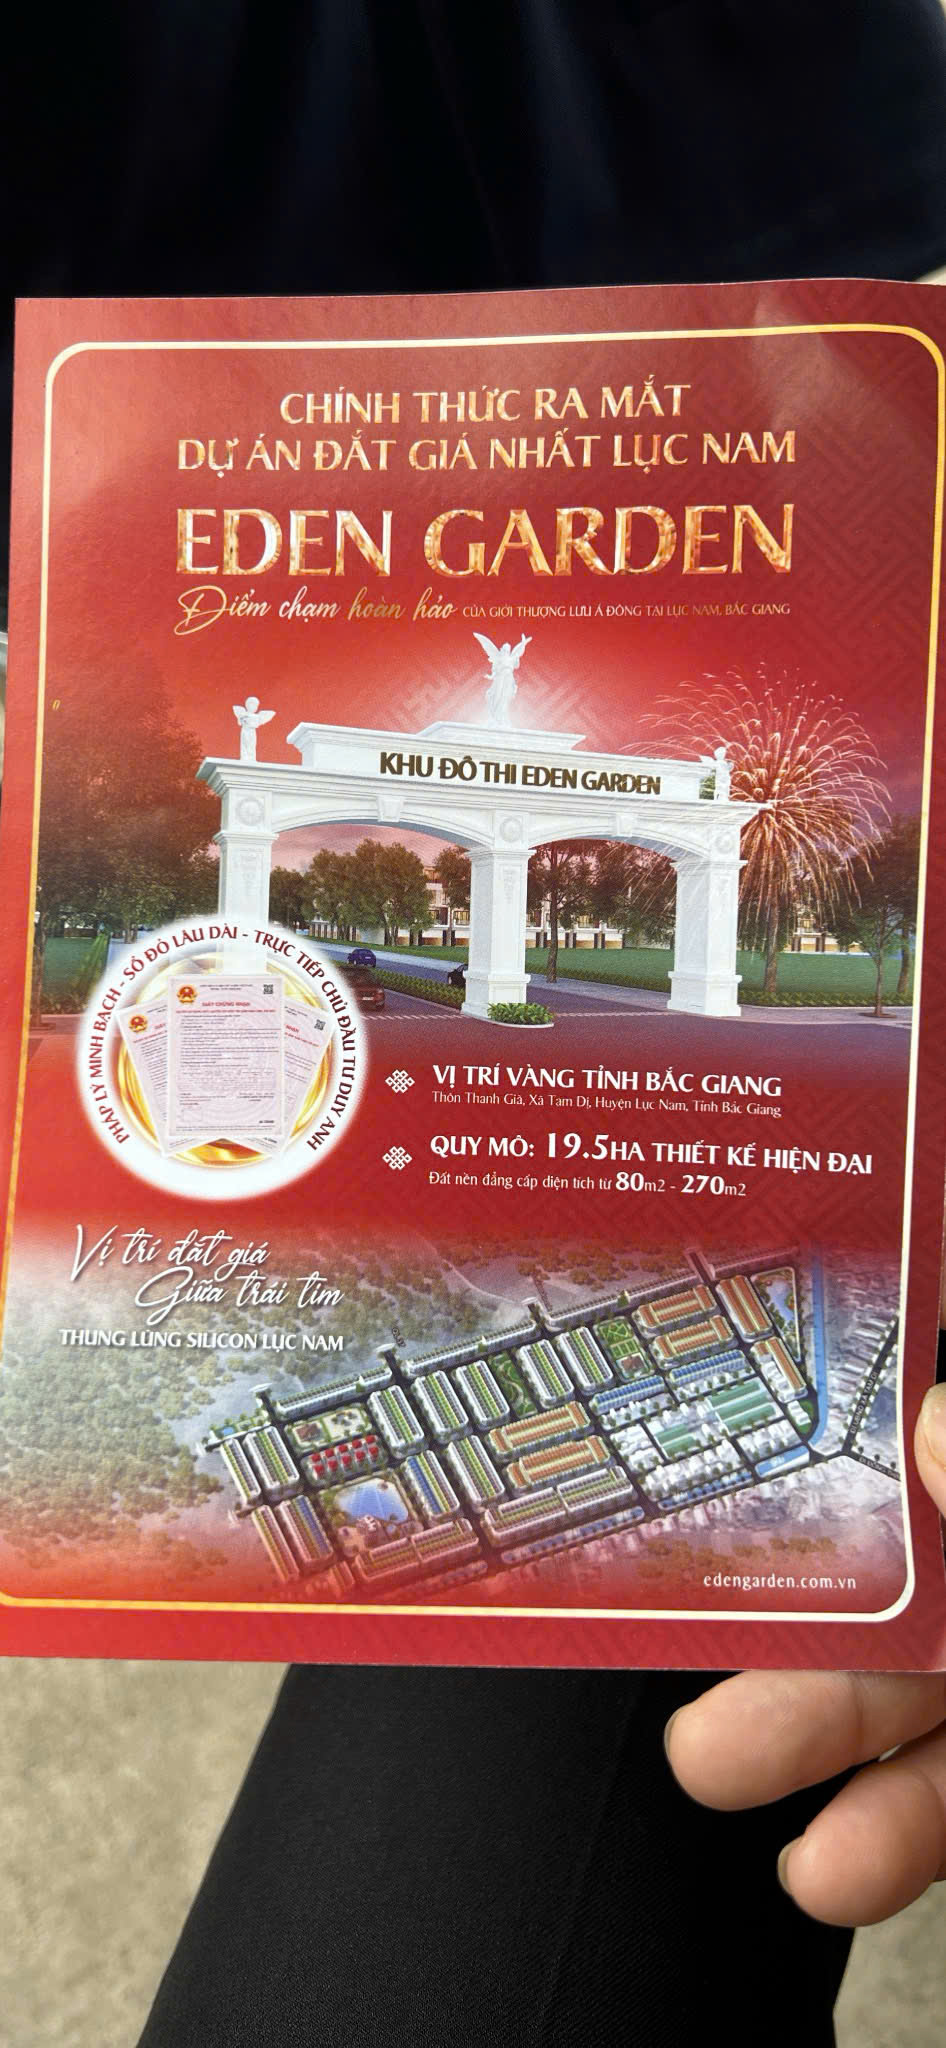 CHÍNH THỨC RA MẮT
DỰ ÁN ĐẮT GIÁ NHẤT LỤC NAM
EDEN GARDEN
Điểm chạm hoàn hảo CỦA GIỚI THƯỢNG LƯU Á ĐÔNG TẠI LỤC NAM, BẮC GIANG
KHU ĐÔ THỊ EDEN GARDEN
PHÁP LÝ MINH BẠCH - SỔ ĐỎ LÂU DÀI - TRỰC TIẾP CHỦ ĐẦU TƯ DUY ANH
GIẤY CHỨNG NHẬN
VỊ TRÍ VÀNG TỈNH BẮC GIANG
Thôn Thanh Giã, Xã Tam Dị, Huyện Lục Nam, Tỉnh Bắc Giang
QUY MÔ: 19.5HA THIẾT KẾ HIỆN ĐẠI
Đất nền đẳng cấp diện tích từ 80m2 - 270m2
Vị trí đắt giá
Giữa trái tim
THUNG LŨNG SILICON LỤC NAM
edengarden.com.vn